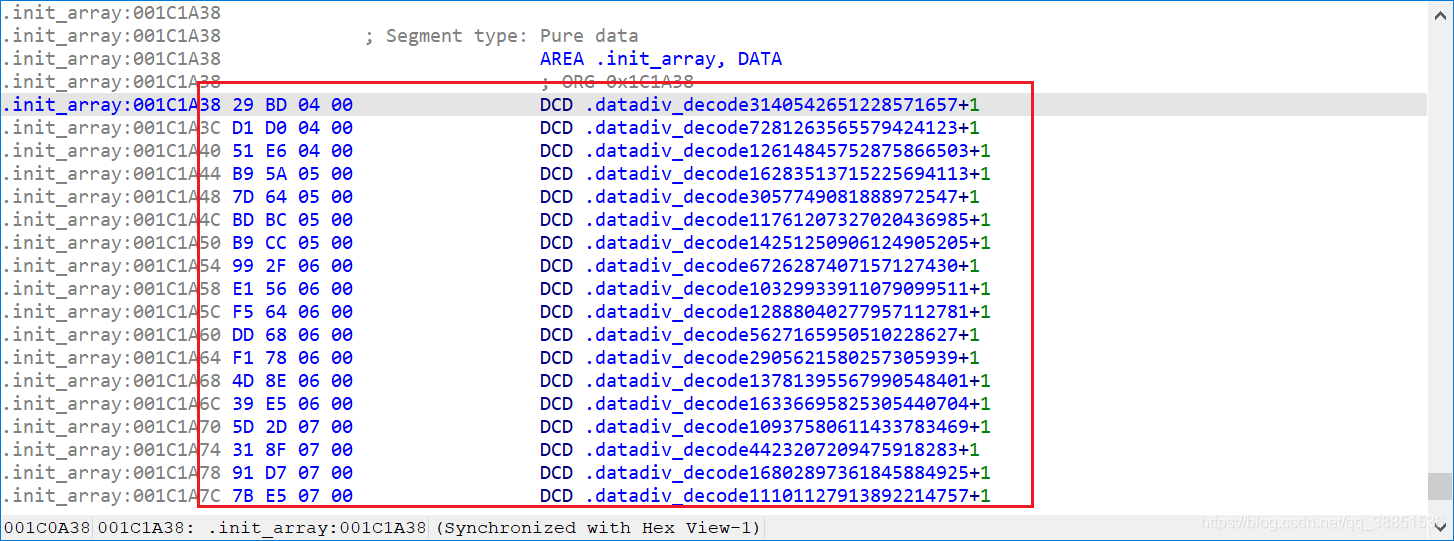 .init_array:001C1A38
.init_array:001C1A38 ; Segment type: Pure data
.init_array:001C1A38 AREA .init_array, DATA
.init_array:001C1A38 ; ORG 0x1C1A38
.init_array:001C1A38 29 BD 04 00 DCD .datadiv_decode3140542651228571657+1
.init_array:001C1A3C D1 D0 04 00 DCD .datadiv_decode7281263565579424123+1
.init_array:001C1A40 51 E6 04 00 DCD .datadiv_decode12614845752875866503+1
.init_array:001C1A44 B9 5A 05 00 DCD .datadiv_decode16283513715225694113+1
.init_array:001C1A48 7D 64 05 00 DCD .datadiv_decode3057749081888972547+1
.init_array:001C1A4C BD BC 05 00 DCD .datadiv_decode11761207327020436985+1
.init_array:001C1A50 B9 CC 05 00 DCD .datadiv_decode14251250906124905205+1
.init_array:001C1A54 99 2F 06 00 DCD .datadiv_decode6726287407157127430+1
.init_array:001C1A58 E1 56 06 00 DCD .datadiv_decode10329933911079099511+1
.init_array:001C1A5C F5 64 06 00 DCD .datadiv_decode12888040277957112781+1
.init_array:001C1A60 DD 68 06 00 DCD .datadiv_decode5627165950510228627+1
.init_array:001C1A64 F1 78 06 00 DCD .datadiv_decode2905621580257305939+1
.init_array:001C1A68 4D 8E 06 00 DCD .datadiv_decode13781395567990548401+1
.init_array:001C1A6C 39 E5 06 00 DCD .datadiv_decode16336695825305440704+1
.init_array:001C1A70 5D 2D 07 00 DCD .datadiv_decode10937580611433783469+1
.init_array:001C1A74 31 8F 07 00 DCD .datadiv_decode4423207209475918283+1
.init_array:001C1A78 91 D7 07 00 DCD .datadiv_decode16802897361845884925+1
.init_array:001C1A7C 7B E5 07 00 DCD .datadiv_decode11101127913892214757+1
001C0A38 001C1A38: .init_array:001C1A38 (Synchronized with Hex View-1)